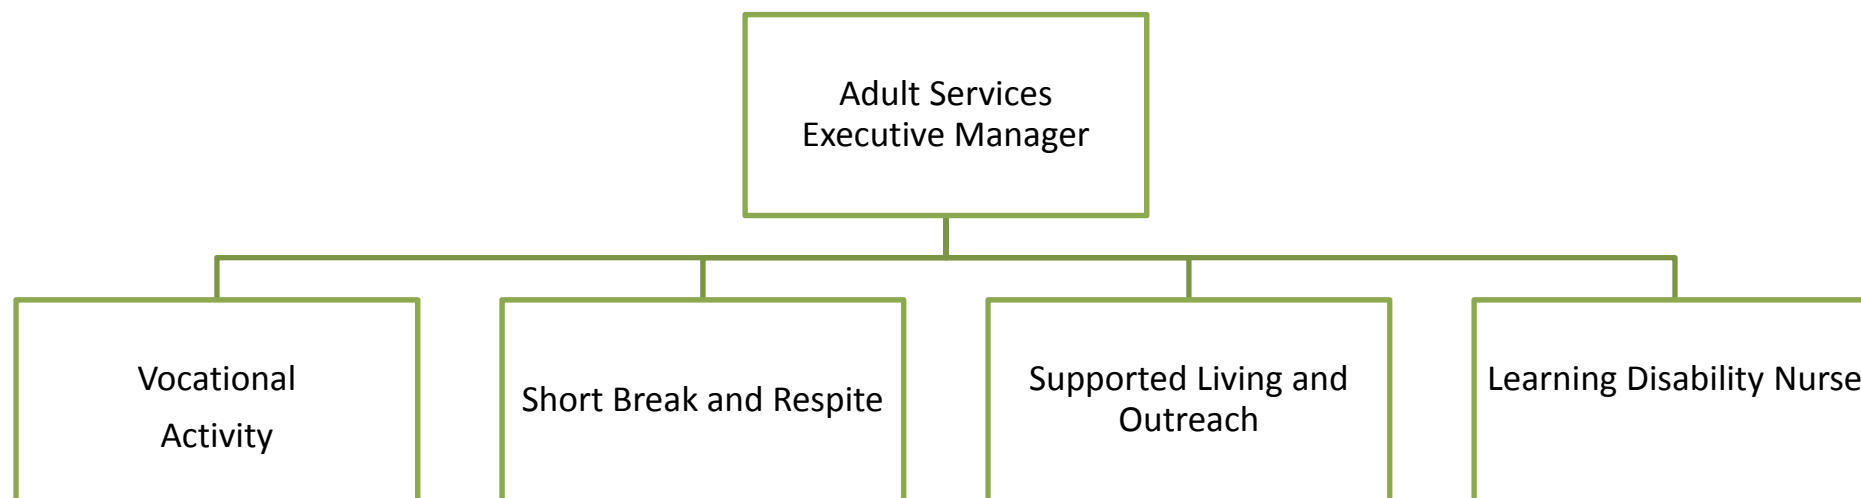 Adult Services
Executive Manager
Vocational
Activity
Short Break and Respite
Supported Living and
Outreach
Learning Disability Nurse